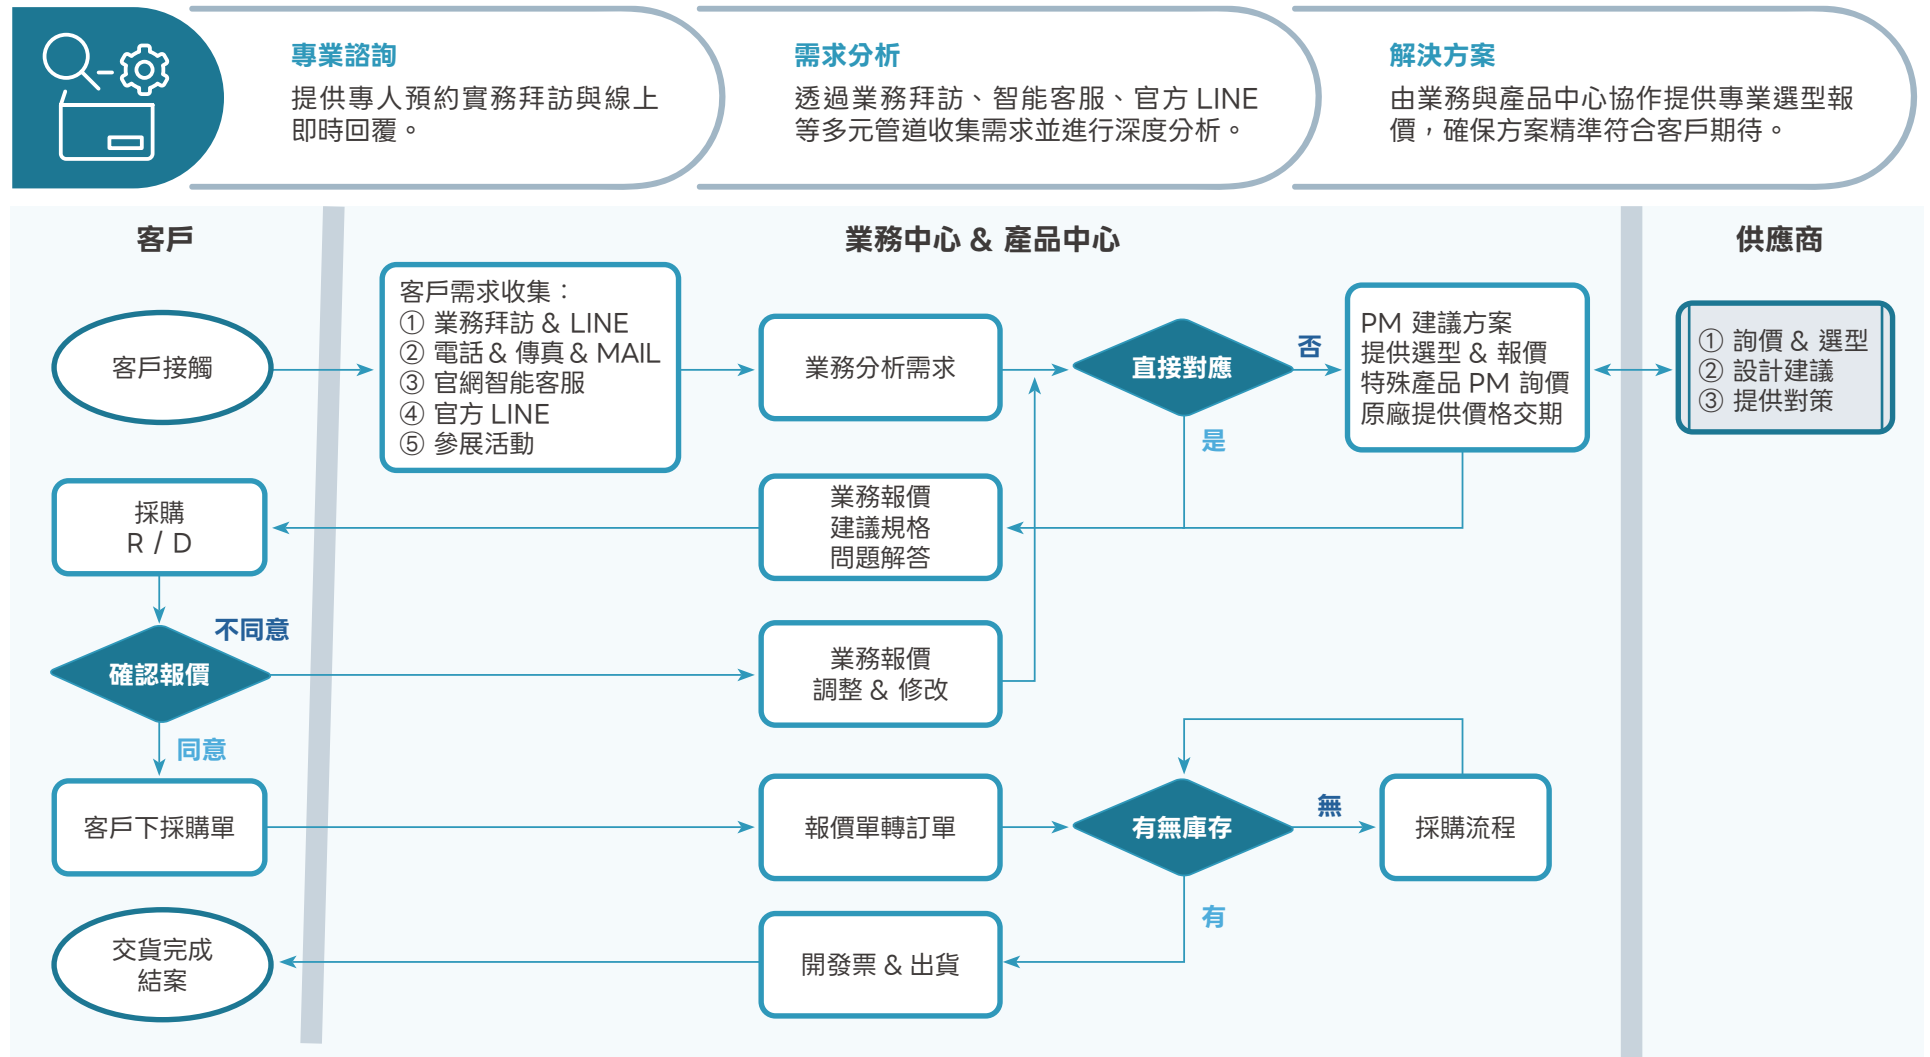 專業諮詢
提供專人預約實務拜訪與線上
即時回覆。
需求分析
透過業務拜訪、智能客服、官方 LINE
等多元管道收集需求並進行深度分析。
解決方案
由業務與產品中心協作提供專業選型報
價，確保方案精準符合客戶期待。
客戶
業務中心 & 產品中心
供應商
客戶接觸
客戶需求收集：
① 業務拜訪 & LINE
② 電話 & 傳真 & MAIL
③ 官網智能客服
④ 官方 LINE
⑤ 參展活動
業務分析需求
直接對應
否
是
PM 建議方案
提供選型 & 報價
特殊產品 PM 詢價
原廠提供價格交期
① 詢價 & 選型
② 設計建議
③ 提供對策
採購
R / D
業務報價
建議規格
問題解答
確認報價
不同意
同意
業務報價
調整 & 修改
客戶下採購單
報價單轉訂單
有無庫存
無
有
採購流程
交貨完成
結案
開發票 & 出貨